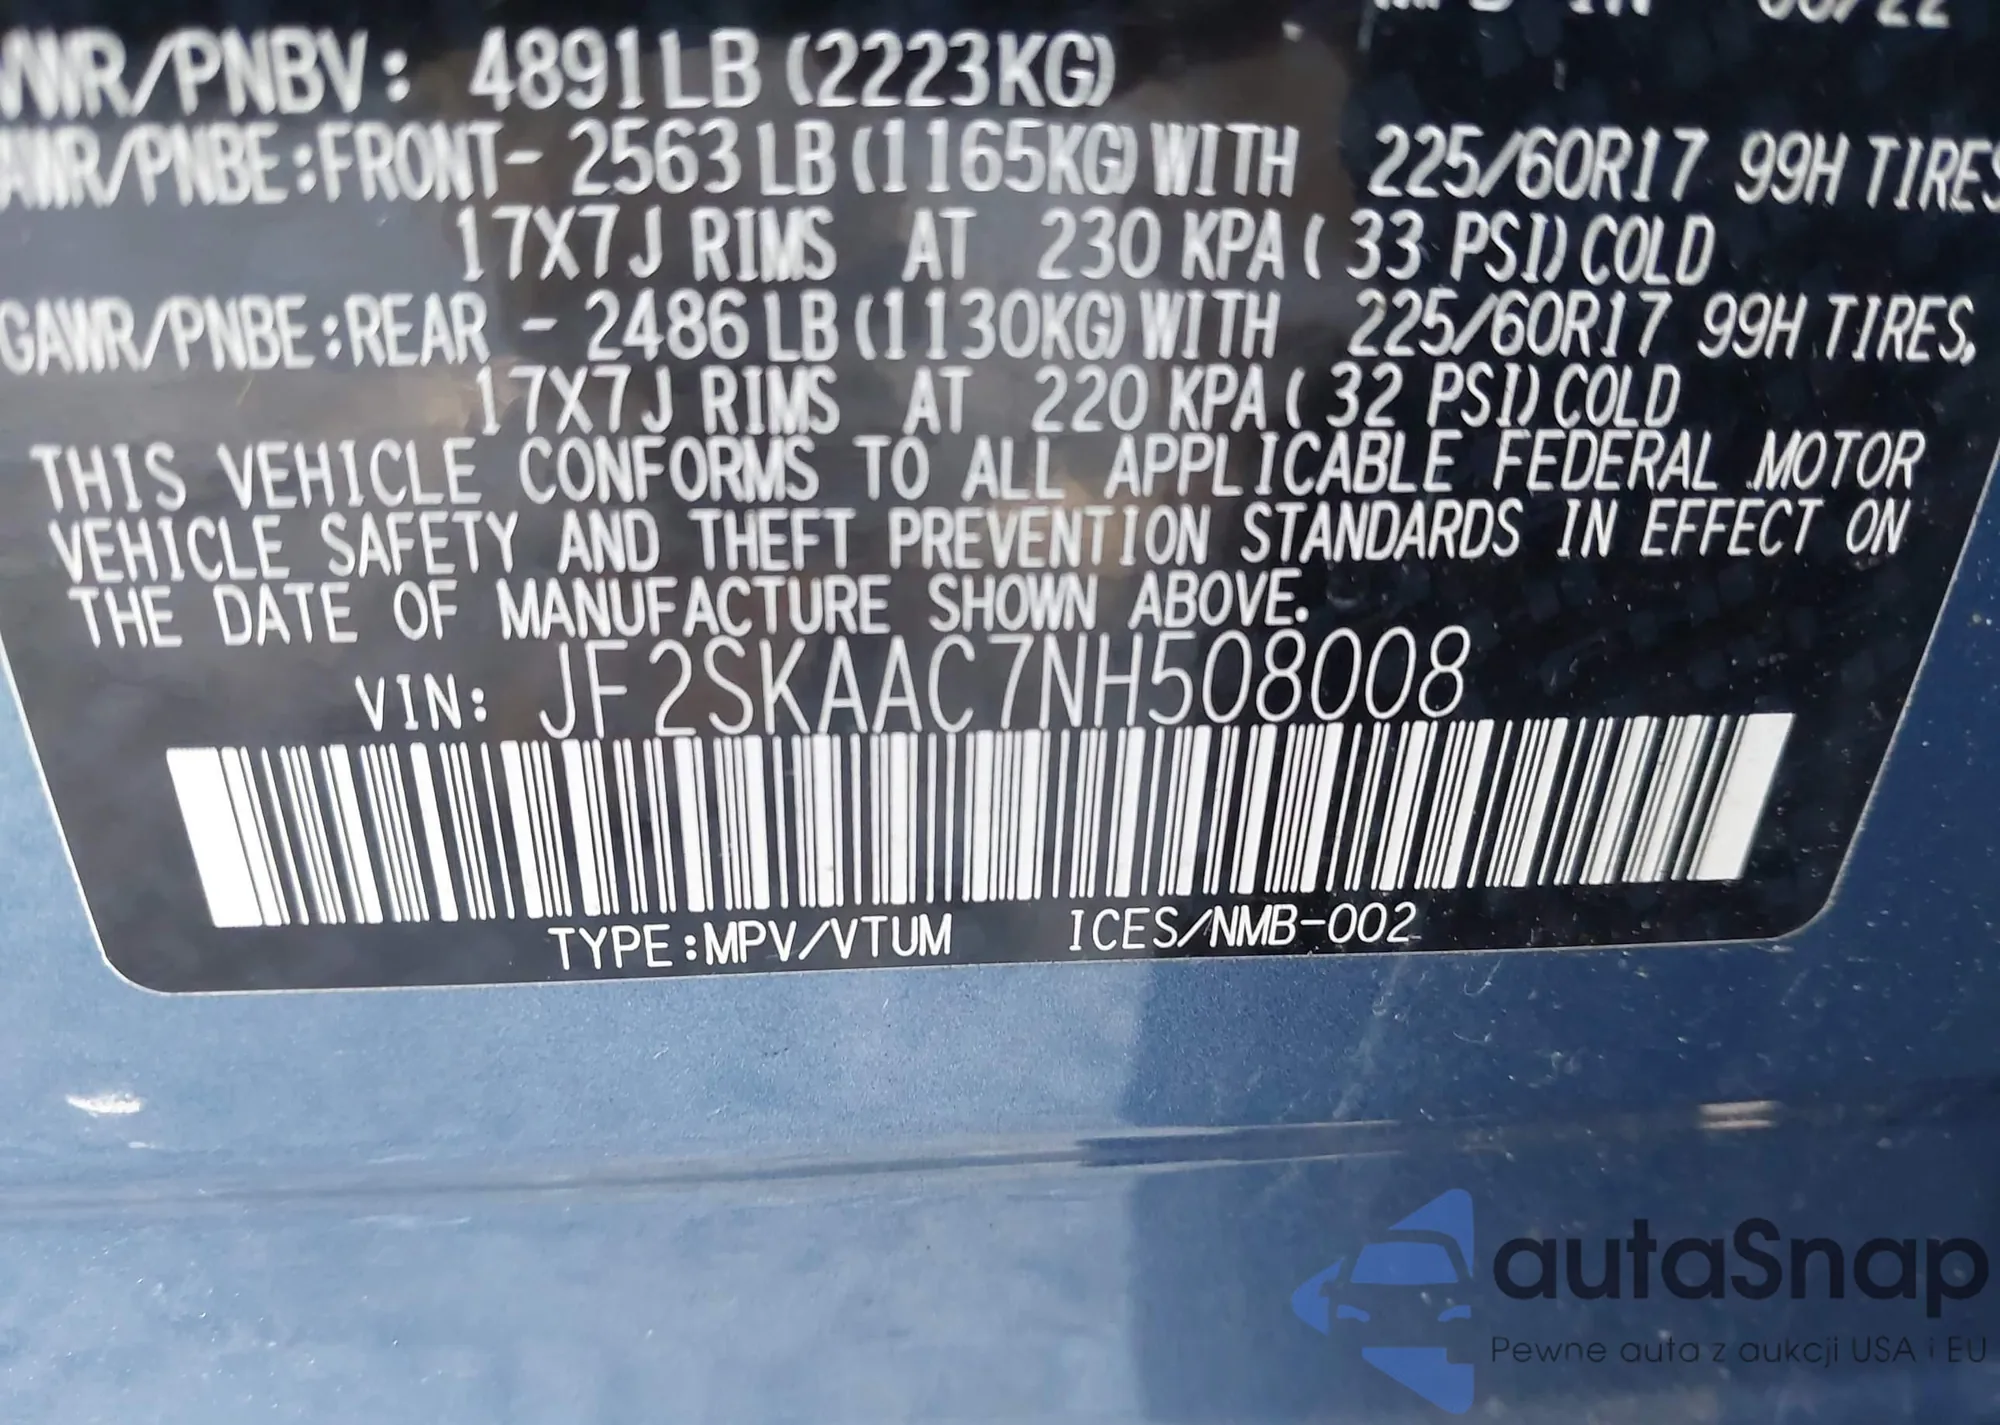 /22
WR/PNBV: 4891LB (2223KG)
AWR/PNBE:FRONT- 2563 LB (1165KG) WITH 225/60R17 99H TIRES
17X7J RIMS AT 230 KPA ( 33 PSI) COLD
GAWR/PNBE:REAR - 2486 LB (1130KG) WITH 225/60R17 99H TIRES,
17X7J RIMS AT 220 KPA ( 32 PSI) COLD
THIS VEHICLE CONFORMS TO ALL APPLICABLE FEDERAL MOTOR
VEHICLE SAFETY AND THEFT PREVENTION STANDARDS IN EFFECT ON
THE DATE OF MANUFACTURE SHOWN ABOVE.
VIN: JF2SKAAC7NH508008
TYPE:MPV/VTUM ICES/NMB-002
autaSnap
Pewne auta z aukcji USA i EU